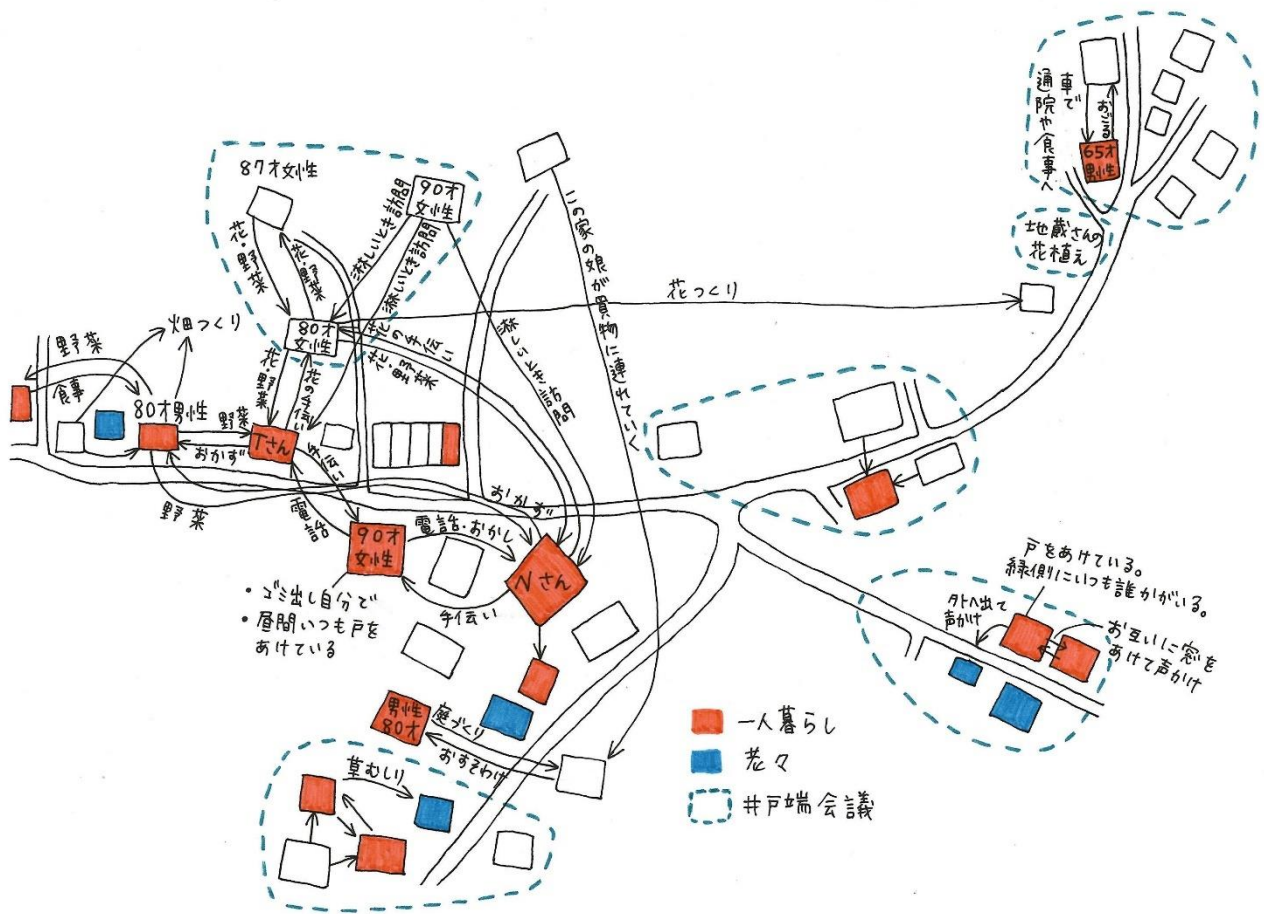 87才女性
90才
女性
花・野菜
花・野菜
淋しいとき訪問
淋しいとき訪問
淋しいとき訪問
この家の娘が買物に連れていく
車で
通院や食事へ
おごる
65才
男性
地蔵さんの
花植え
花つくり
80才
女性
花の手伝い
花・野菜
花・野菜
花の手伝い
畑つくり
野菜
食事
80才男性
野菜
おかず
Tさん
手伝い
野菜
電話
おかず
90才
女性
電話・おかし
Nさん
手伝い
・ゴミ出し自分で
・昼間いつも戸を
あけている
男性
80才
庭づくり
おすそわけ
草むしり
戸をあけている。
縁側にいつも誰かがいる。
外へ出て
声かけ
お互いに窓を
あけて声かけ
一人暮らし
老々
井戸端会議